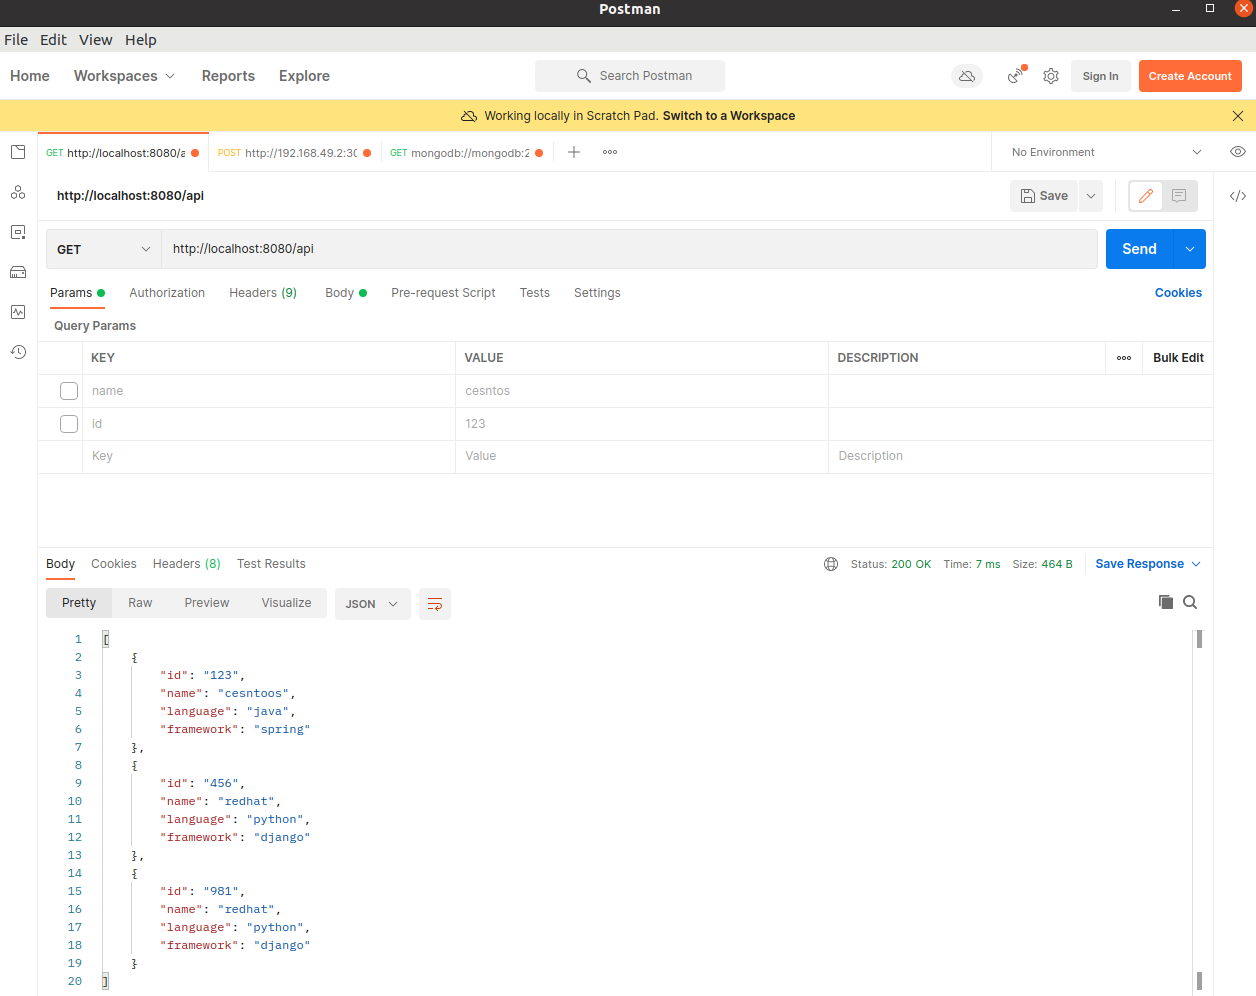 Postman
File Edit View Help
Home Workspaces Reports Explore Search Postman Sign In Create Account
Working locally in Scratch Pad. Switch to a Workspace
GET http://localhost:8080/a POST http://192.168.49.2:30 GET mongodb://mongodb:2 No Environment
http://localhost:8080/api Save
GET http://localhost:8080/api Send
Params Authorization Headers (9) Body Pre-request Script Tests Settings Cookies
Query Params
KEY VALUE DESCRIPTION Bulk Edit
name cesntos
id 123
Key Value Description
Body Cookies Headers (8) Test Results Status: 200 OK Time: 7 ms Size: 464 B Save Response
Pretty Raw Preview Visualize JSON
1 [
2 {
3 "id": "123",
4 "name": "cesntoos",
5 "language": "java",
6 "framework": "spring"
7 },
8 {
9 "id": "456",
10 "name": "redhat",
11 "language": "python",
12 "framework": "django"
13 },
14 {
15 "id": "981",
16 "name": "redhat",
17 "language": "python",
18 "framework": "django"
19 }
20 ]